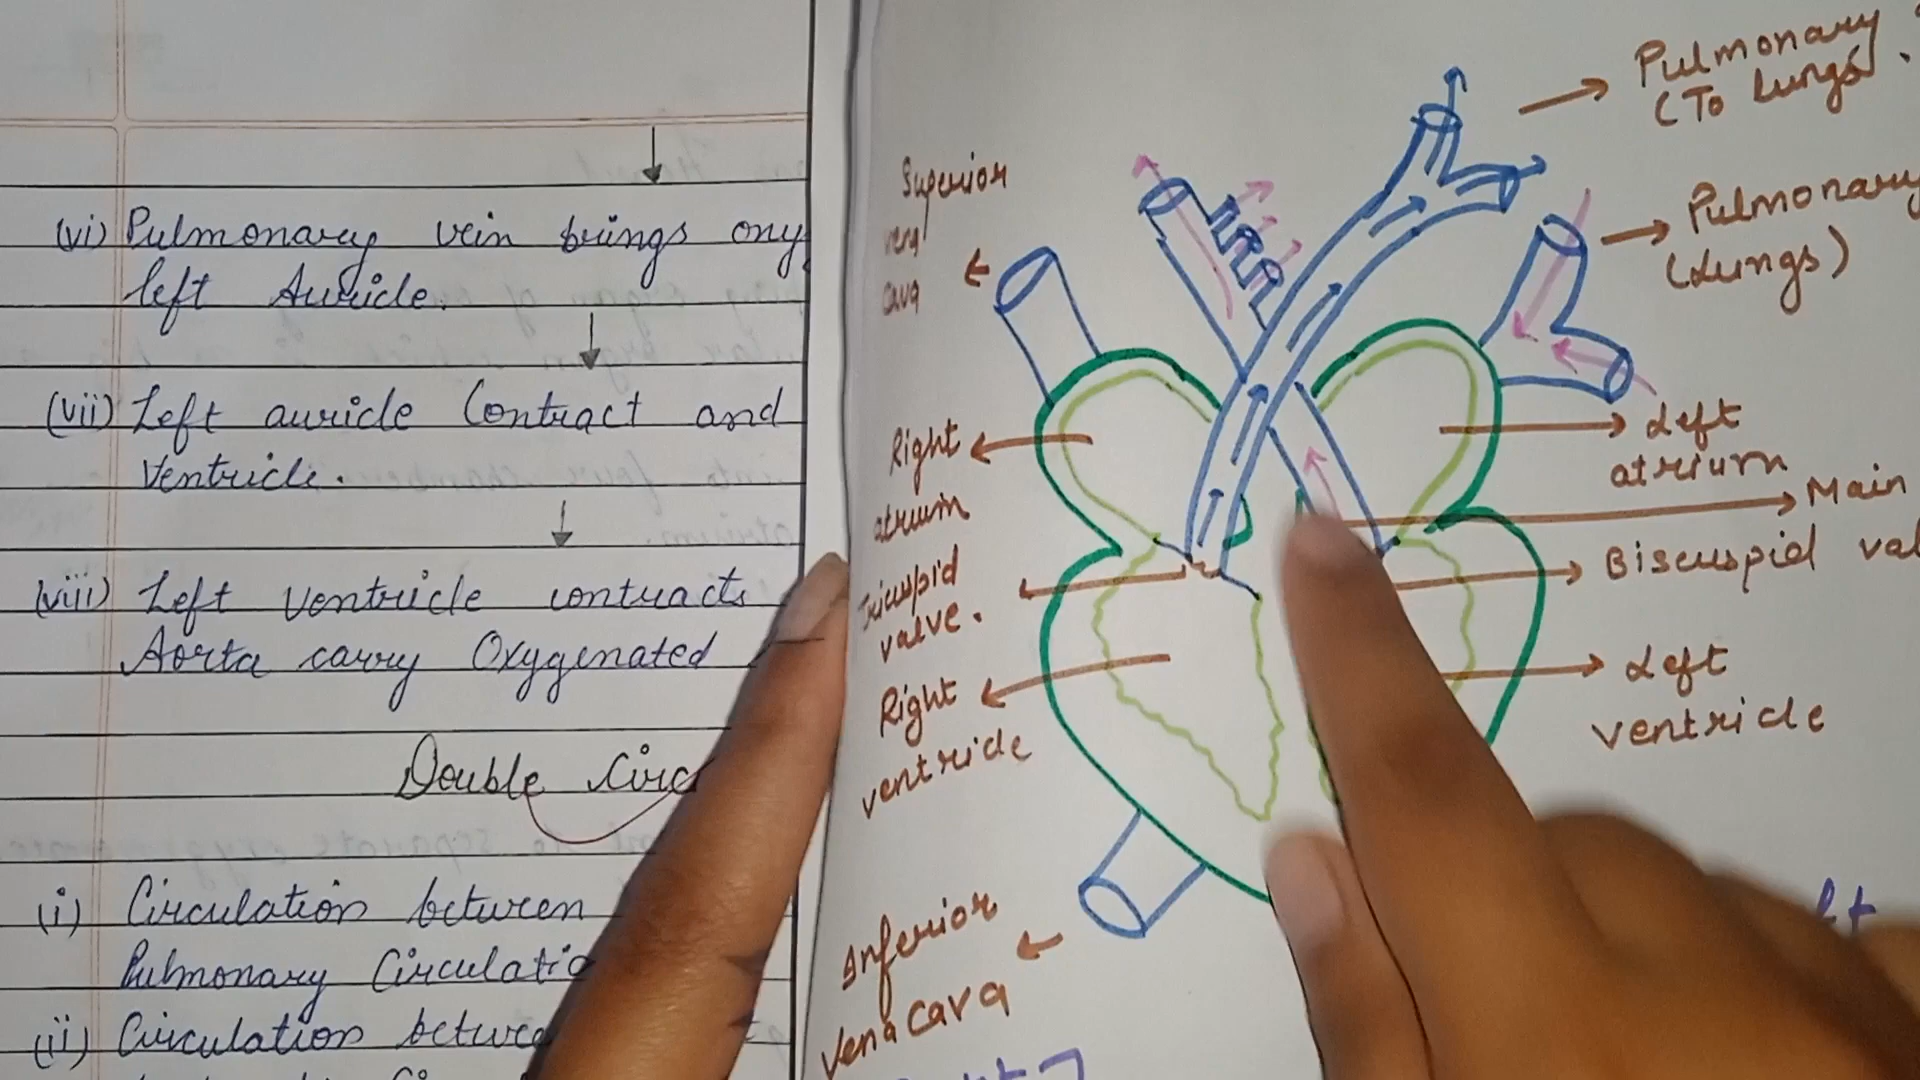 (vi) Pulmonary vein brings oxy
left Auricle.
(vii) Left auricle Contract and
Ventricle.
(viii) Left ventricle contracts
Aorta carry Oxygenated
Double Circ
(i) Circulation between
Pulmonary Circulatio
(ii) Circulation betwee
Superior
vena
cava
Right
atrium
Tricuspid
valve.
Right
ventricle
Inferior
Vena Cava
Pulmonary
(To Lungs
Pulmonary
(Lungs)
Left
atrium
Main
Biscuspid val
Left
ventricle